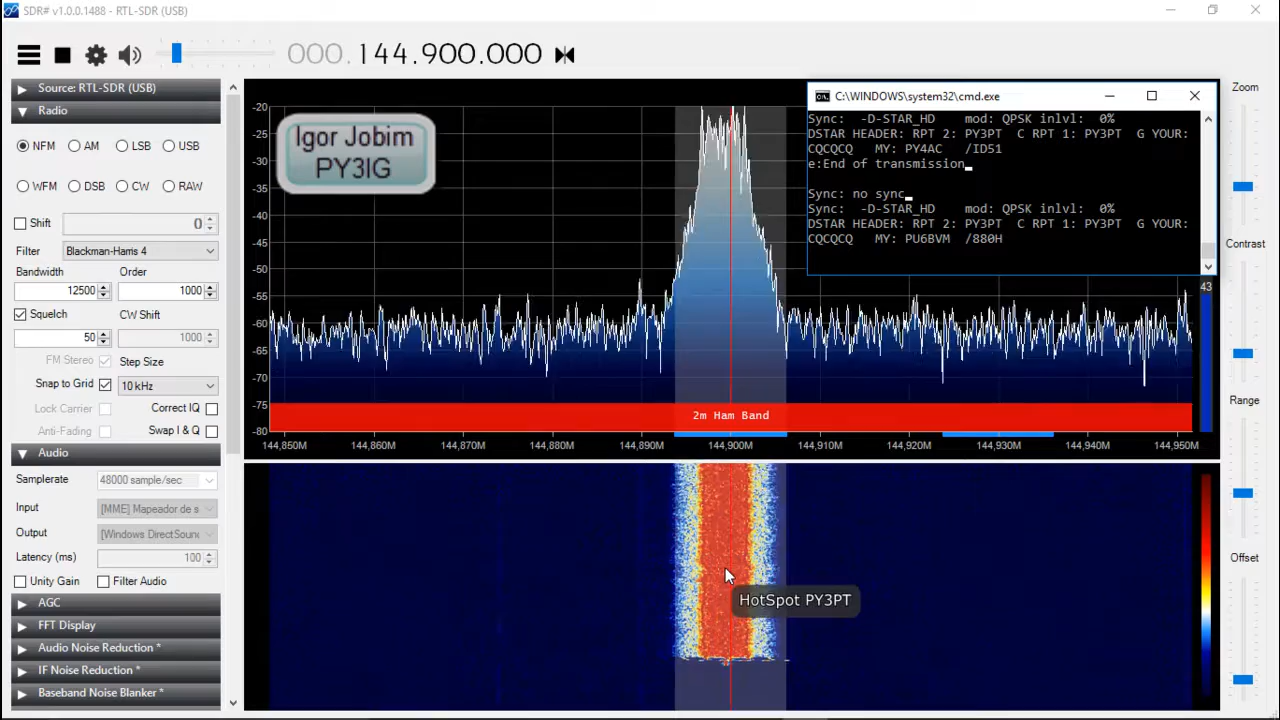 SDR# v1.0.0.1488 - RTL-SDR (USB)
000.144.900.000
Source: RTL-SDR (USB)
Radio
NFM AM LSB USB
WFM DSB CW RAW
Shift 0
Filter Blackman-Harris 4
Bandwidth Order
12500 1000
Squelch CW Shift
50 1000
FM Stereo Step Size
Snap to Grid 10 kHz
Lock Carrier Correct IQ
Anti-Fading Swap I & Q
Audio
Samplerate 48000 sample/sec
Input [MME] Mapeador de s
Output [Windows DirectSound
Latency (ms) 100
Unity Gain Filter Audio
AGC
FFT Display
Audio Noise Reduction *
IF Noise Reduction *
Baseband Noise Blanker *
-20
-25
-30
-35
-40
-45
-50
-55
-60
-65
-70
-75
-80
Igor Jobim
PY3IG
C:\WINDOWS\system32\cmd.exe
Sync:  -D-STAR_HD    mod: QPSK inlvl:  0%
DSTAR HEADER: RPT 2: PY3PT  C RPT 1: PY3PT  G YOUR:
CQCQCQ   MY: PY4AC   /ID51
e:End of transmission
Sync: no sync
Sync:  -D-STAR_HD    mod: QPSK inlvl:  0%
DSTAR HEADER: RPT 2: PY3PT  C RPT 1: PY3PT  G YOUR:
CQCQCQ   MY: PU6BVM  /880H
43
2m Ham Band
144,850M 144,860M 144,870M 144,880M 144,890M 144,900M 144,910M 144,920M 144,930M 144,940M 144,950M
HotSpot PY3PT
Zoom
Contrast
Range
Offset